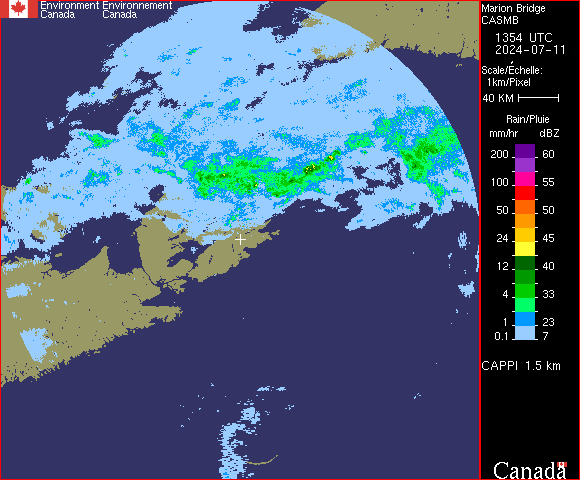 Environment Environnement
Canada Canada
Marion Bridge
CASMB
1354 UTC
2024-07-11
Scale/Échelle:
1km/Pixel
40 KM
Rain/Pluie
mm/hr dBZ
200 60
100 55
50 50
24 45
12 40
4 33
1 23
0.1 7
CAPPI 1.5 km
Canada